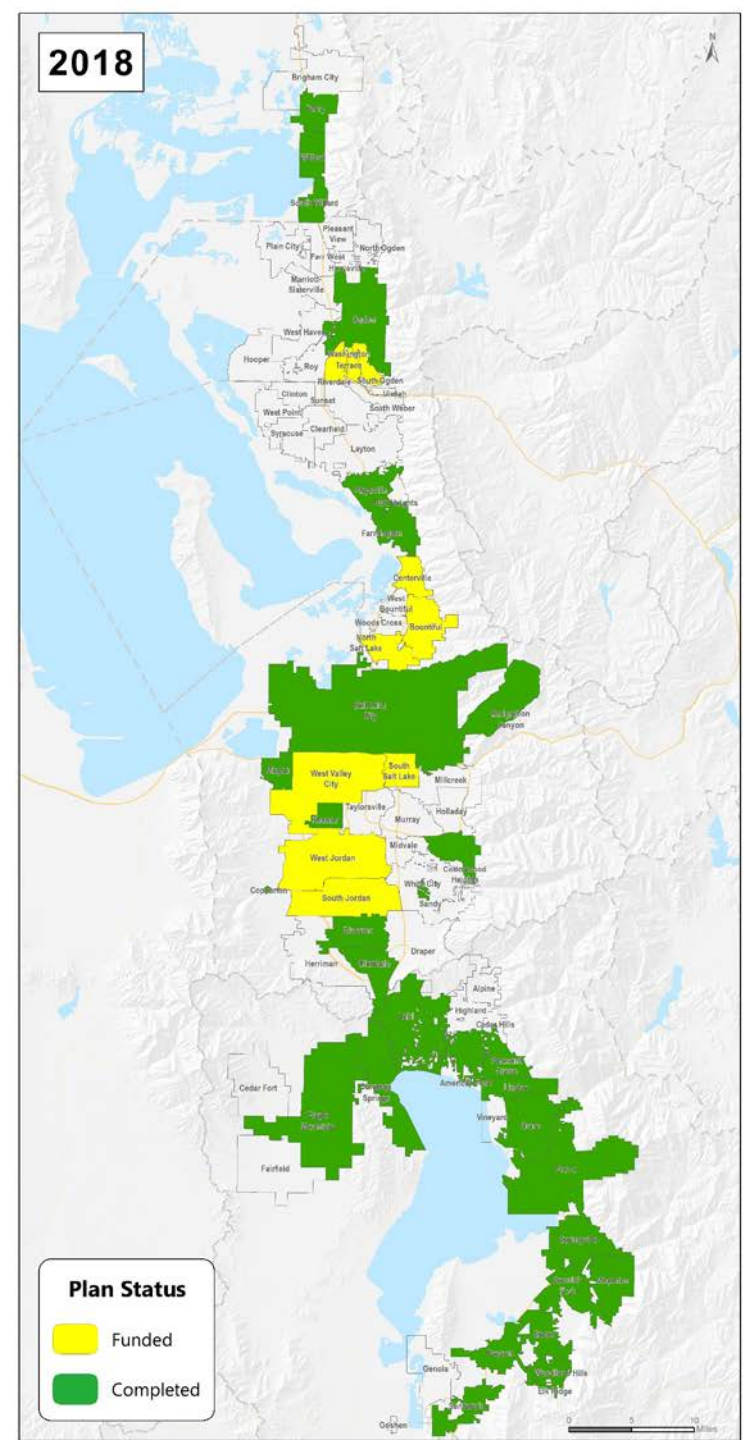 2018
N
Brigham City
Perry
Willard
South Willard
Pleasant
View
Plain City
North Ogden
Farr West
Harrisville
Marriott-
Slaterville
Ogden
West Haven
Washington
Terrace
Hooper
Roy
Riverdale
South Ogden
Uintah
Clinton
Sunset
South Weber
West Point
Clearfield
Syracuse
Layton
Kaysville
Farmington
Centerville
West
Bountiful
Woods Cross
Bountiful
North
Salt Lake
Salt Lake
City
Emigration
Canyon
Magna
West Valley
City
South
Salt Lake
Millcreek
Taylorsville
Holladay
Kearns
Murray
Midvale
West Jordan
Cottonwood
Heights
White City
Copperton
South Jordan
Sandy
Riverton
Draper
Herriman
Bluffdale
Alpine
Highland
Lehi
Cedar Hills
Pleasant
Grove
Lindon
American Fork
Cedar Fort
Saratoga
Springs
Vineyard
Eagle
Mountain
Orem
Fairfield
Provo
Springville
Spanish
Fork
Mapleton
Salem
Payson
Woodland Hills
Elk Ridge
Genola
Santaquin
Goshen
Plan Status
Funded
Completed
0 5 10
Miles